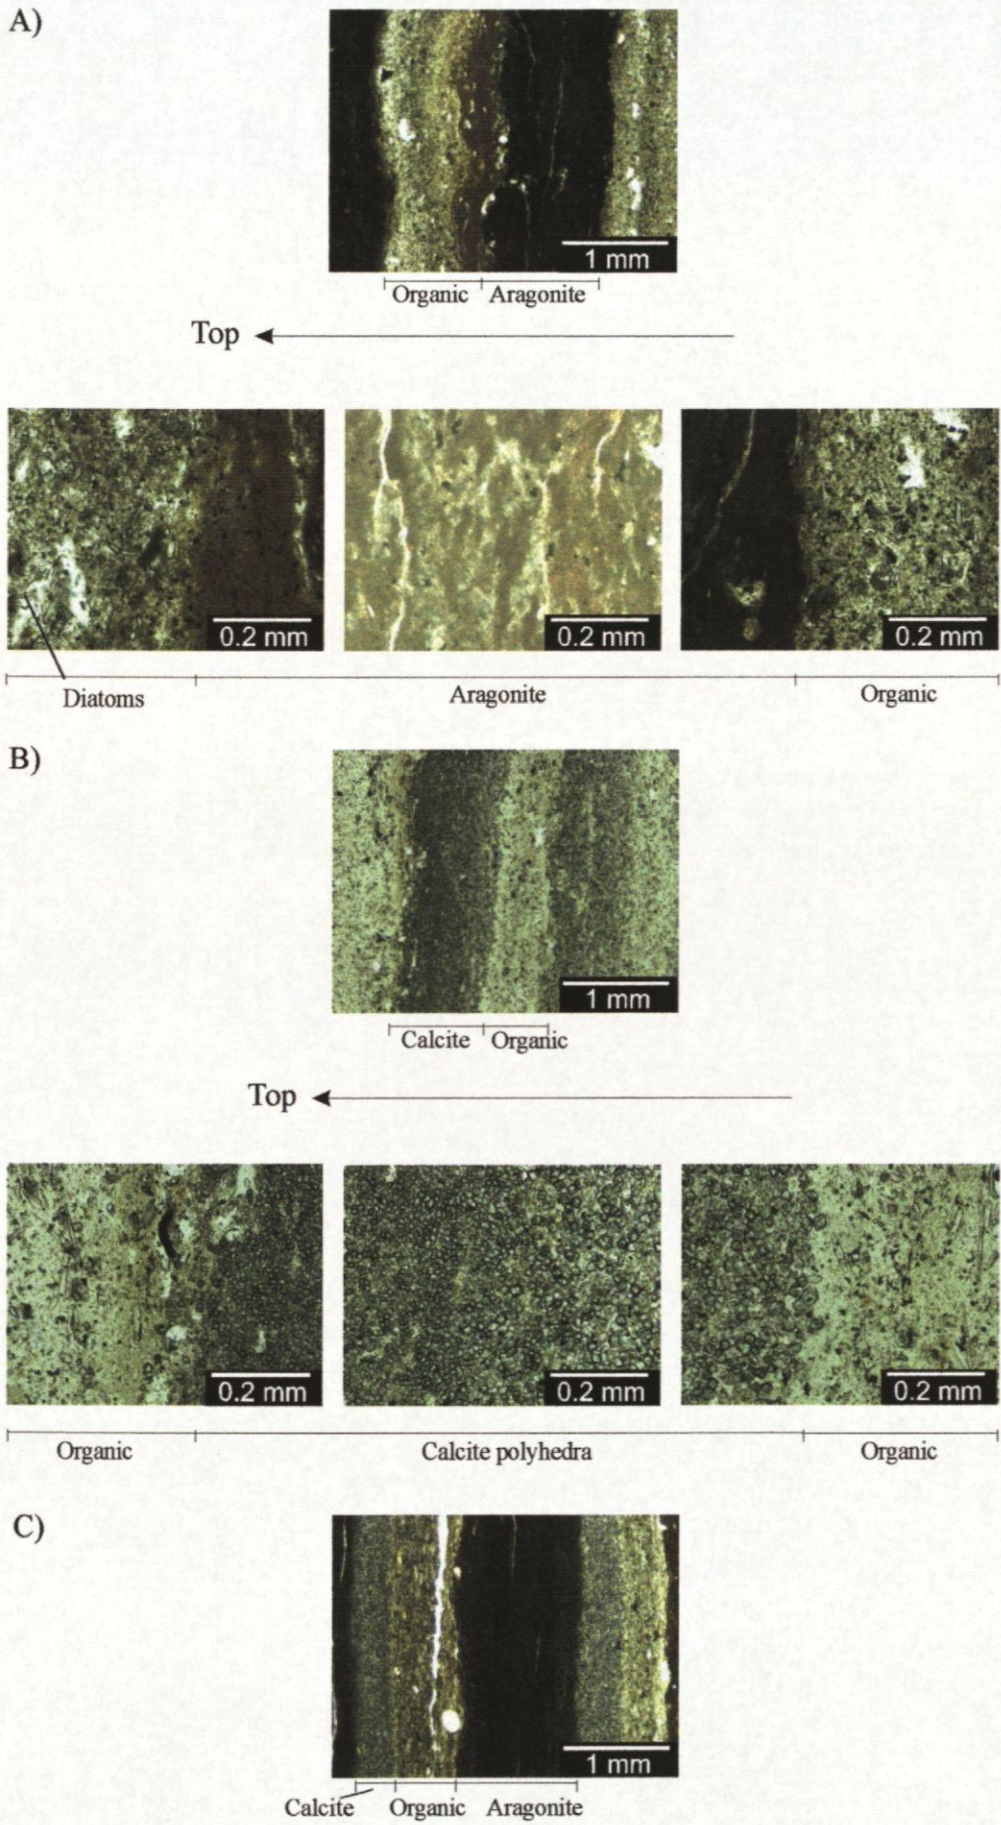 A)
1 mm
Organic Aragonite
Top
0.2 mm 0.2 mm 0.2 mm
Diatoms Aragonite Organic
B)
1 mm
Calcite Organic
Top
0.2 mm 0.2 mm 0.2 mm
Organic Calcite polyhedra Organic
C)
1 mm
Calcite Organic Aragonite